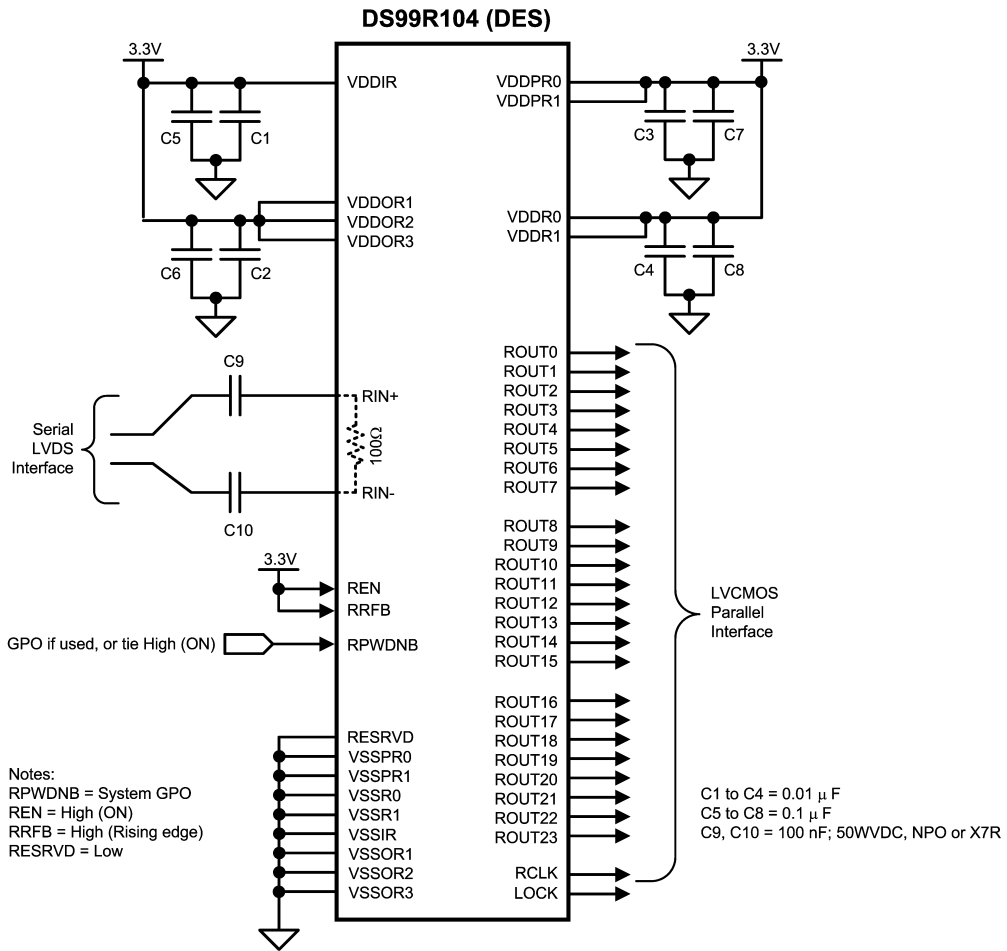 DS99R104 (DES)
3.3V
VDDIR
C5
C1
VDDOR1
VDDOR2
VDDOR3
C6
C2
3.3V
VDDPR0
VDDPR1
C3
C7
VDDR0
VDDR1
C4
C8
Serial
LVDS
Interface
C9
C10
RIN+
100Ω
RIN-
3.3V
REN
RRFB
GPO if used, or tie High (ON)
RPWDNB
RESRVD
VSSPR0
VSSPR1
VSSR0
VSSR1
VSSIR
VSSOR1
VSSOR2
VSSOR3
ROUT0
ROUT1
ROUT2
ROUT3
ROUT4
ROUT5
ROUT6
ROUT7
ROUT8
ROUT9
ROUT10
ROUT11
ROUT12
ROUT13
ROUT14
ROUT15
ROUT16
ROUT17
ROUT18
ROUT19
ROUT20
ROUT21
ROUT22
ROUT23
RCLK
LOCK
LVCMOS
Parallel
Interface
Notes:
RPWDNB = System GPO
REN = High (ON)
RRFB = High (Rising edge)
RESRVD = Low
C1 to C4 = 0.01 μ F
C5 to C8 = 0.1 μ F
C9, C10 = 100 nF; 50WVDC, NPO or X7R